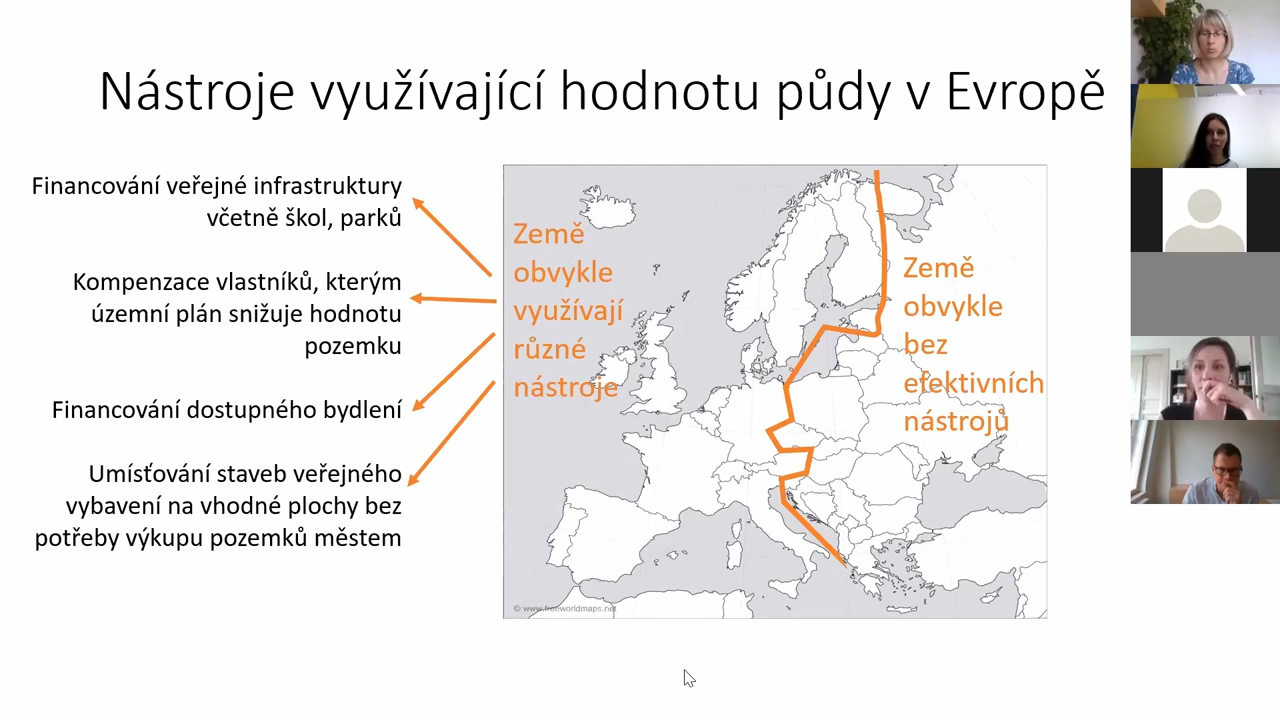 Nástroje využívající hodnotu půdy v Evropě
Financování veřejné infrastruktury
včetně škol, parků
Kompenzace vlastníků, kterým
územní plán snižuje hodnotu
pozemku
Financování dostupného bydlení
Umísťování staveb veřejného
vybavení na vhodné plochy bez
potřeby výkupu pozemků městem
Země
obvykle
využívají
různé
nástroje
Země
obvykle
bez
efektivních
nástrojů
© www.freeworldmaps.net